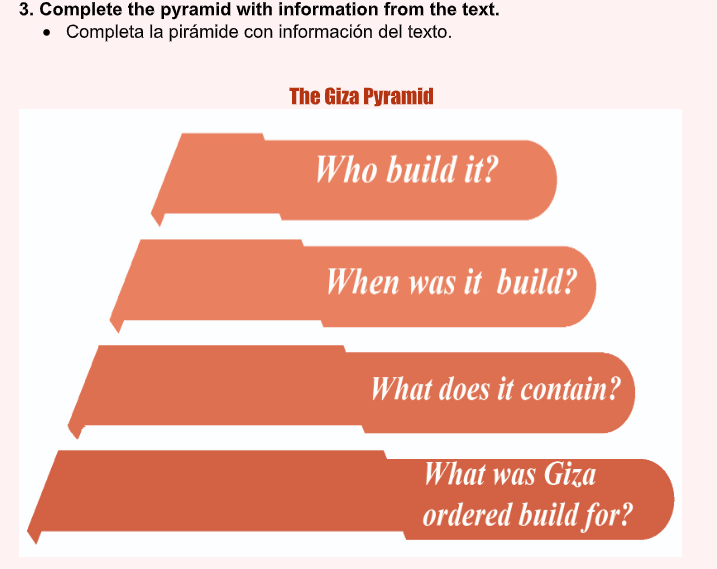 3. Complete the pyramid with information from the text.
• Completa la pirámide con información del texto.
The Giza Pyramid
Who build it?
When was it build?
What does it contain?
What was Giza
ordered build for?